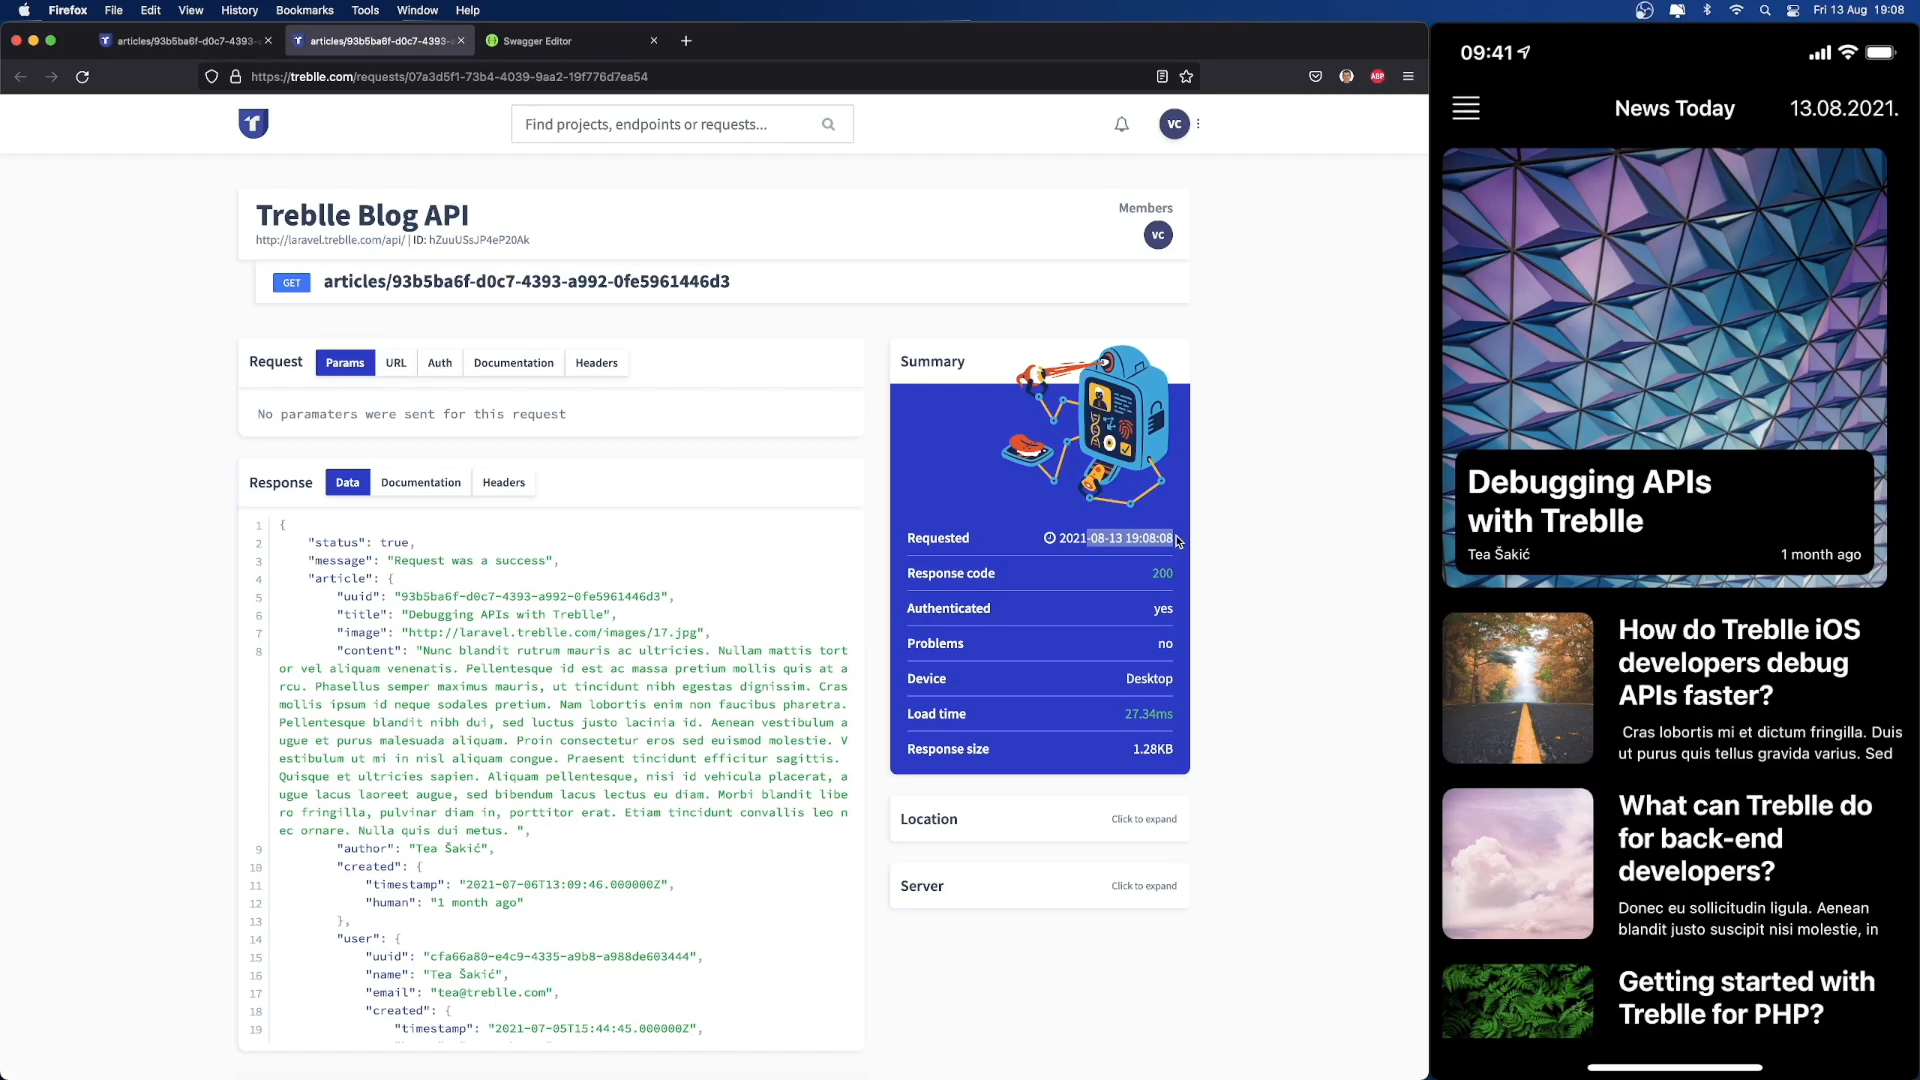 Firefox File Edit View History Bookmarks Tools Window Help
Fri 13 Aug 19:08
articles/93b5ba6f-d0c7-4393-
articles/93b5ba6f-d0c7-4393-
Swagger Editor
https://treblle.com/requests/07a3d5f1-73b4-4039-9aa2-19f776d7ea54
ABP
Find projects, endpoints or requests...
VC
Treblle Blog API
http://laravel.treblle.com/api/ | ID: hZuuUSsJP4eP20Ak
Members
VC
GET articles/93b5ba6f-d0c7-4393-a992-0fe5961446d3
Request Params URL Auth Documentation Headers
No paramaters were sent for this request
Response Data Documentation Headers
1 {
2 "status": true,
3 "message": "Request was a success",
4 "article": {
5 "uuid": "93b5ba6f-d0c7-4393-a992-0fe5961446d3",
6 "title": "Debugging APIs with Treblle",
7 "image": "http://laravel.treblle.com/images/17.jpg",
8 "content": "Nunc blandit rutrum mauris ac ultricies. Nullam mattis tort
or vel aliquam venenatis. Pellentesque id est ac massa pretium mollis quis at a
rcu. Phasellus semper maximus mauris, ut tincidunt nibh egestas dignissim. Cras
mollis ipsum id neque sodales pretium. Nam lobortis enim non faucibus pharetra.
Pellentesque blandit nibh dui, sed luctus justo lacinia id. Aenean vestibulum a
ugue et purus malesuada aliquam. Proin consectetur eros sed euismod molestie. V
estibulum ut mi in nisl aliquam congue. Praesent tincidunt efficitur sagittis.
Quisque et ultricies sapien. Aliquam pellentesque, nisi id vehicula placerat, a
ugue lacus laoreet augue, sed bibendum lacus lectus eu diam. Morbi blandit libe
ro fringilla, pulvinar diam in, porttitor erat. Etiam tincidunt convallis leo n
ec ornare. Nulla quis dui metus. ",
9 "author": "Tea Šakić",
10 "created": {
11 "timestamp": "2021-07-06T13:09:46.000000Z",
12 "human": "1 month ago"
13 },
14 "user": {
15 "uuid": "cfa66a80-e4c9-4335-a9b8-a988de603444",
16 "name": "Tea Šakić",
17 "email": "tea@treblle.com",
18 "created": {
19 "timestamp": "2021-07-05T15:44:45.000000Z",
Summary
Requested 2021-08-13 19:08:08
Response code 200
Authenticated yes
Problems no
Device Desktop
Load time 27.34ms
Response size 1.28KB
Location Click to expand
Server Click to expand
09:41
News Today 13.08.2021.
Debugging APIs
with Treblle
Tea Šakić 1 month ago
How do Treblle iOS
developers debug
APIs faster?
Cras lobortis mi et dictum fringilla. Duis
ut purus quis tellus gravida varius. Sed
What can Treblle do
for back-end
developers?
Donec eu sollicitudin ligula. Aenean
blandit justo suscipit nisi molestie, in
Getting started with
Treblle for PHP?